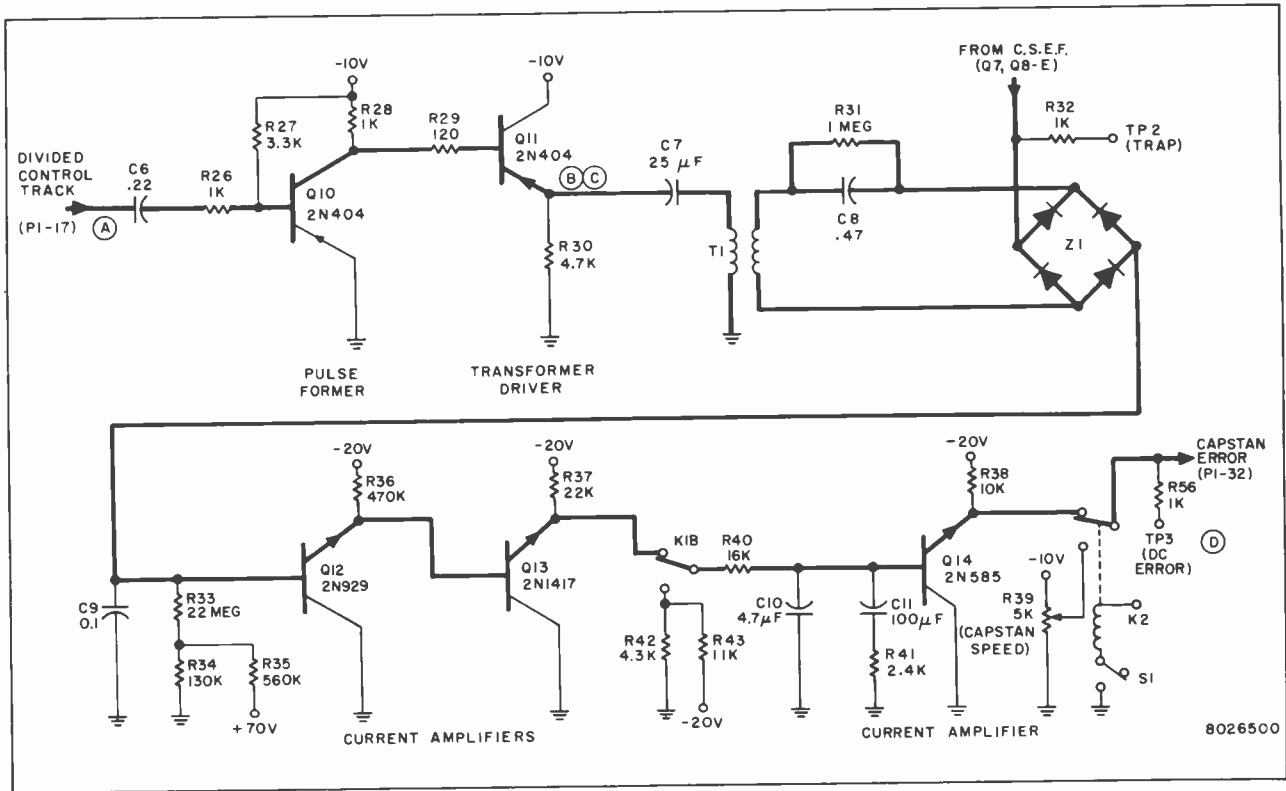 DIVIDED
CONTROL
TRACK
(P1-17)
A
C6
.22
R26
1K
R27
3.3K
-10V
R28
1K
Q10
2N404
R29
120
-10V
Q11
2N404
B C
R30
4.7K
C7
25 µF
T1
R31
1 MEG
C8
.47
FROM C.S.E.F.
(Q7, Q8-E)
R32
1K
TP2
(TRAP)
Z1
PULSE
FORMER
TRANSFORMER
DRIVER
C9
0.1
R33
22 MEG
R34
130K
R35
560K
+70V
-20V
R36
470K
Q12
2N929
-20V
R37
22K
Q13
2N1417
K1B
R42
4.3K
R43
11K
-20V
R40
16K
C10
4.7µF
C11
100µF
R41
2.4K
-20V
R38
10K
Q14
2N585
-10V
R39
5K
(CAPSTAN
SPEED)
CAPSTAN
ERROR
(P1-32)
R56
1K
TP3
(DC
ERROR)
D
K2
S1
CURRENT AMPLIFIERS
CURRENT AMPLIFIER
8026500